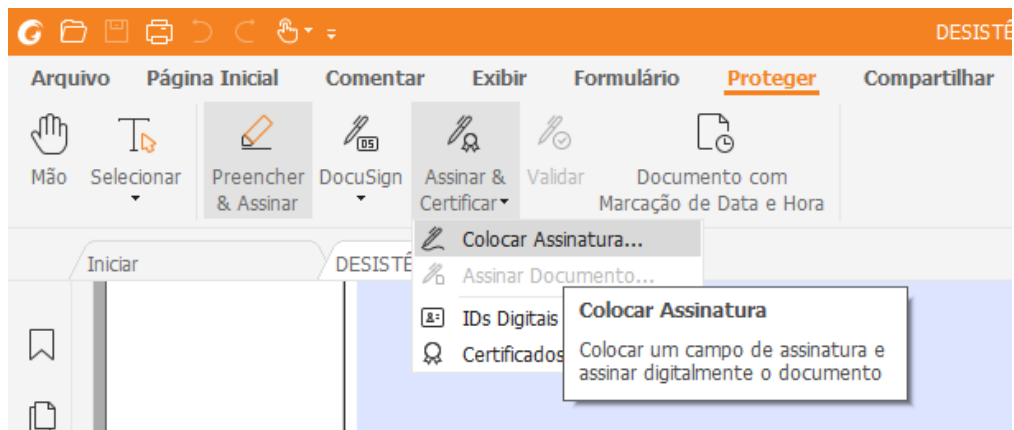 DESISTÊ
Arquivo Página Inicial Comentar Exibir Formulário Proteger Compartilhar
Mão Selecionar Preencher & Assinar DocuSign Assinar & Certificar Validar Documento com Marcação de Data e Hora
DS
Colocar Assinatura...
Iniciar DESISTÊ
Assinar Documento...
IDs Digitais
Certificados
Colocar Assinatura
Colocar um campo de assinatura e
assinar digitalmente o documento